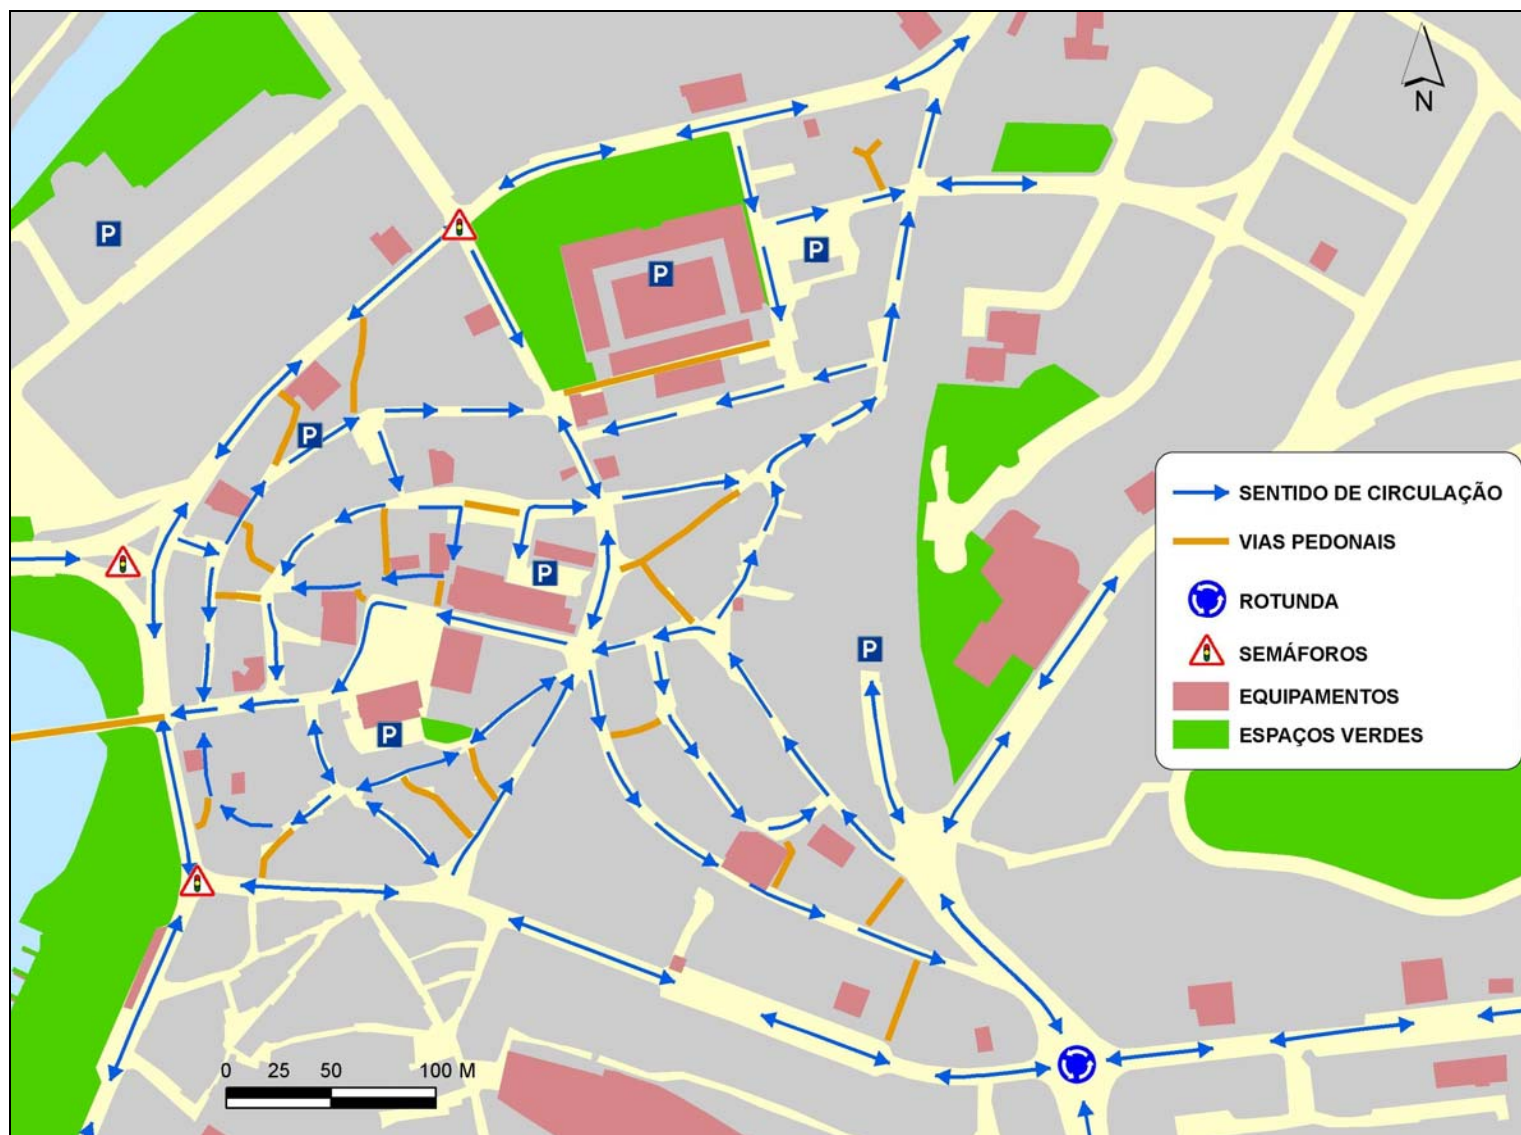 N
P
P
P
P
P
P
P
SENTIDO DE CIRCULAÇÃO
VIAS PEDONAIS
ROTUNDA
SEMÁFOROS
EQUIPAMENTOS
ESPAÇOS VERDES
0 25 50 100 M